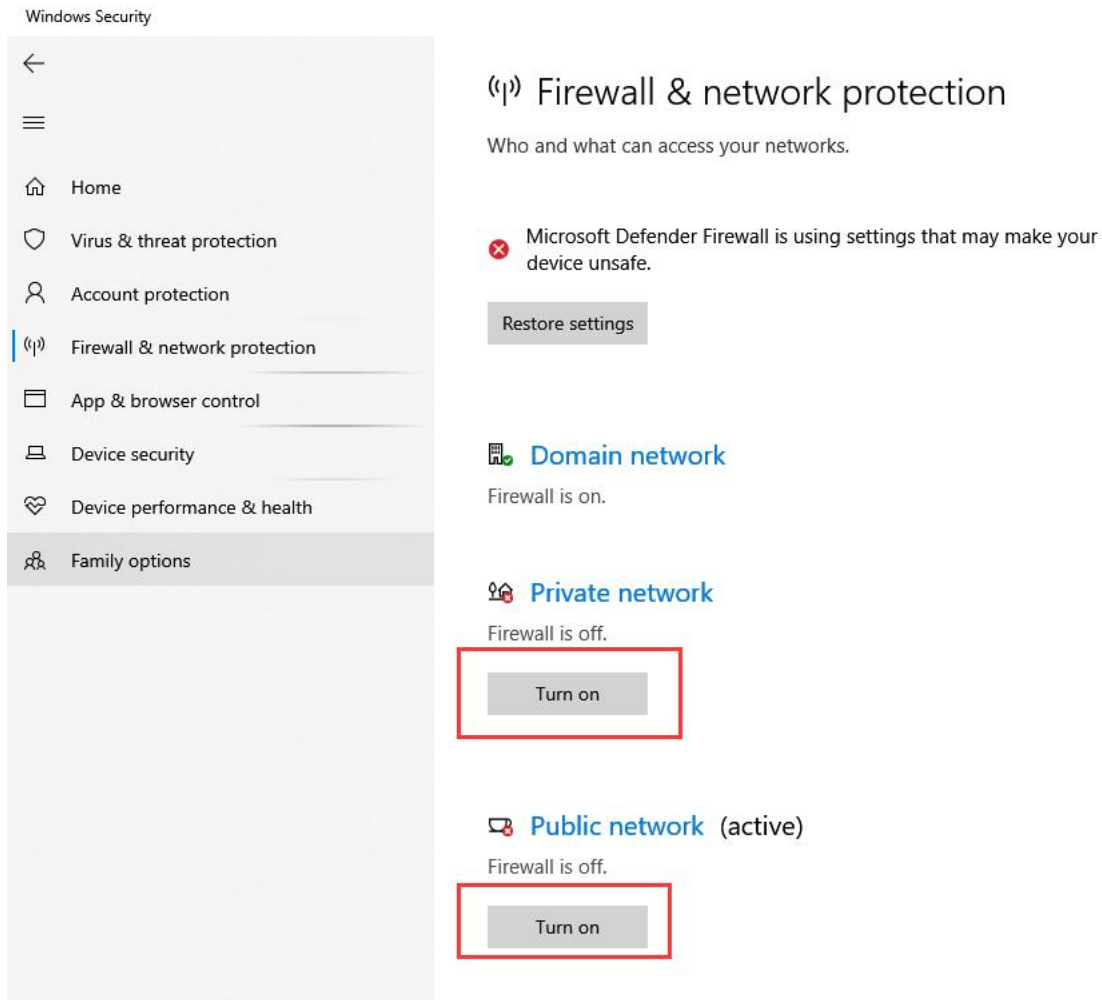 Windows Security
Home
Virus & threat protection
Account protection
Firewall & network protection
App & browser control
Device security
Device performance & health
Family options
Firewall & network protection
Who and what can access your networks.
Microsoft Defender Firewall is using settings that may make your
device unsafe.
Restore settings
Domain network
Firewall is on.
Private network
Firewall is off.
Turn on
Public network (active)
Firewall is off.
Turn on